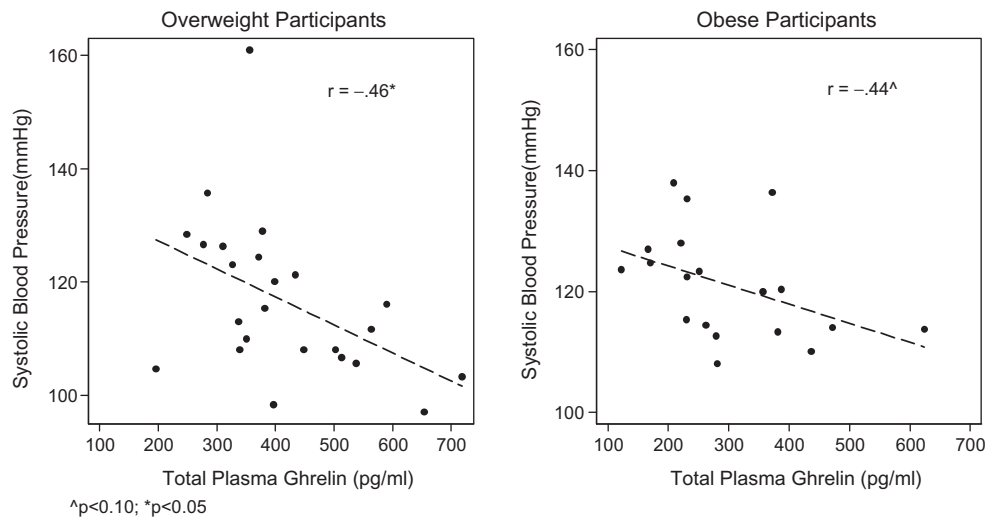 Overweight Participants
160
140
120
100
Systolic Blood Pressure(mmHg)
r = −.46*
100 200 300 400 500 600 700
Total Plasma Ghrelin (pg/ml)
Obese Participants
160
140
120
100
Systolic Blood Pressure(mmHg)
r = −.44^
100 200 300 400 500 600 700
Total Plasma Ghrelin (pg/ml)
^p<0.10; *p<0.05